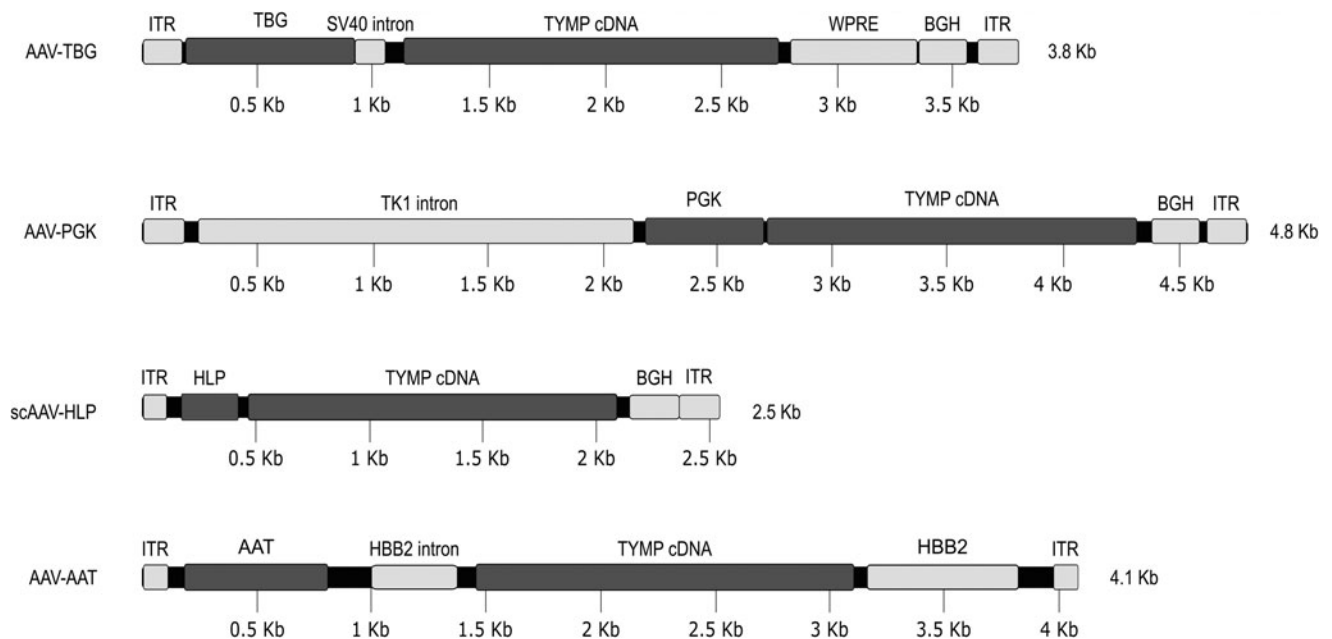 ITR TBG SV40 intron TYMP cDNA WPRE BGH ITR
AAV-TBG 3.8 Kb
0.5 Kb 1 Kb 1.5 Kb 2 Kb 2.5 Kb 3 Kb 3.5 Kb
ITR TK1 intron PGK TYMP cDNA BGH ITR
AAV-PGK 4.8 Kb
0.5 Kb 1 Kb 1.5 Kb 2 Kb 2.5 Kb 3 Kb 3.5 Kb 4 Kb 4.5 Kb
ITR HLP TYMP cDNA BGH ITR
scAAV-HLP 2.5 Kb
0.5 Kb 1 Kb 1.5 Kb 2 Kb 2.5 Kb
ITR AAT HBB2 intron TYMP cDNA HBB2 ITR
AAV-AAT 4.1 Kb
0.5 Kb 1 Kb 1.5 Kb 2 Kb 2.5 Kb 3 Kb 3.5 Kb 4 Kb